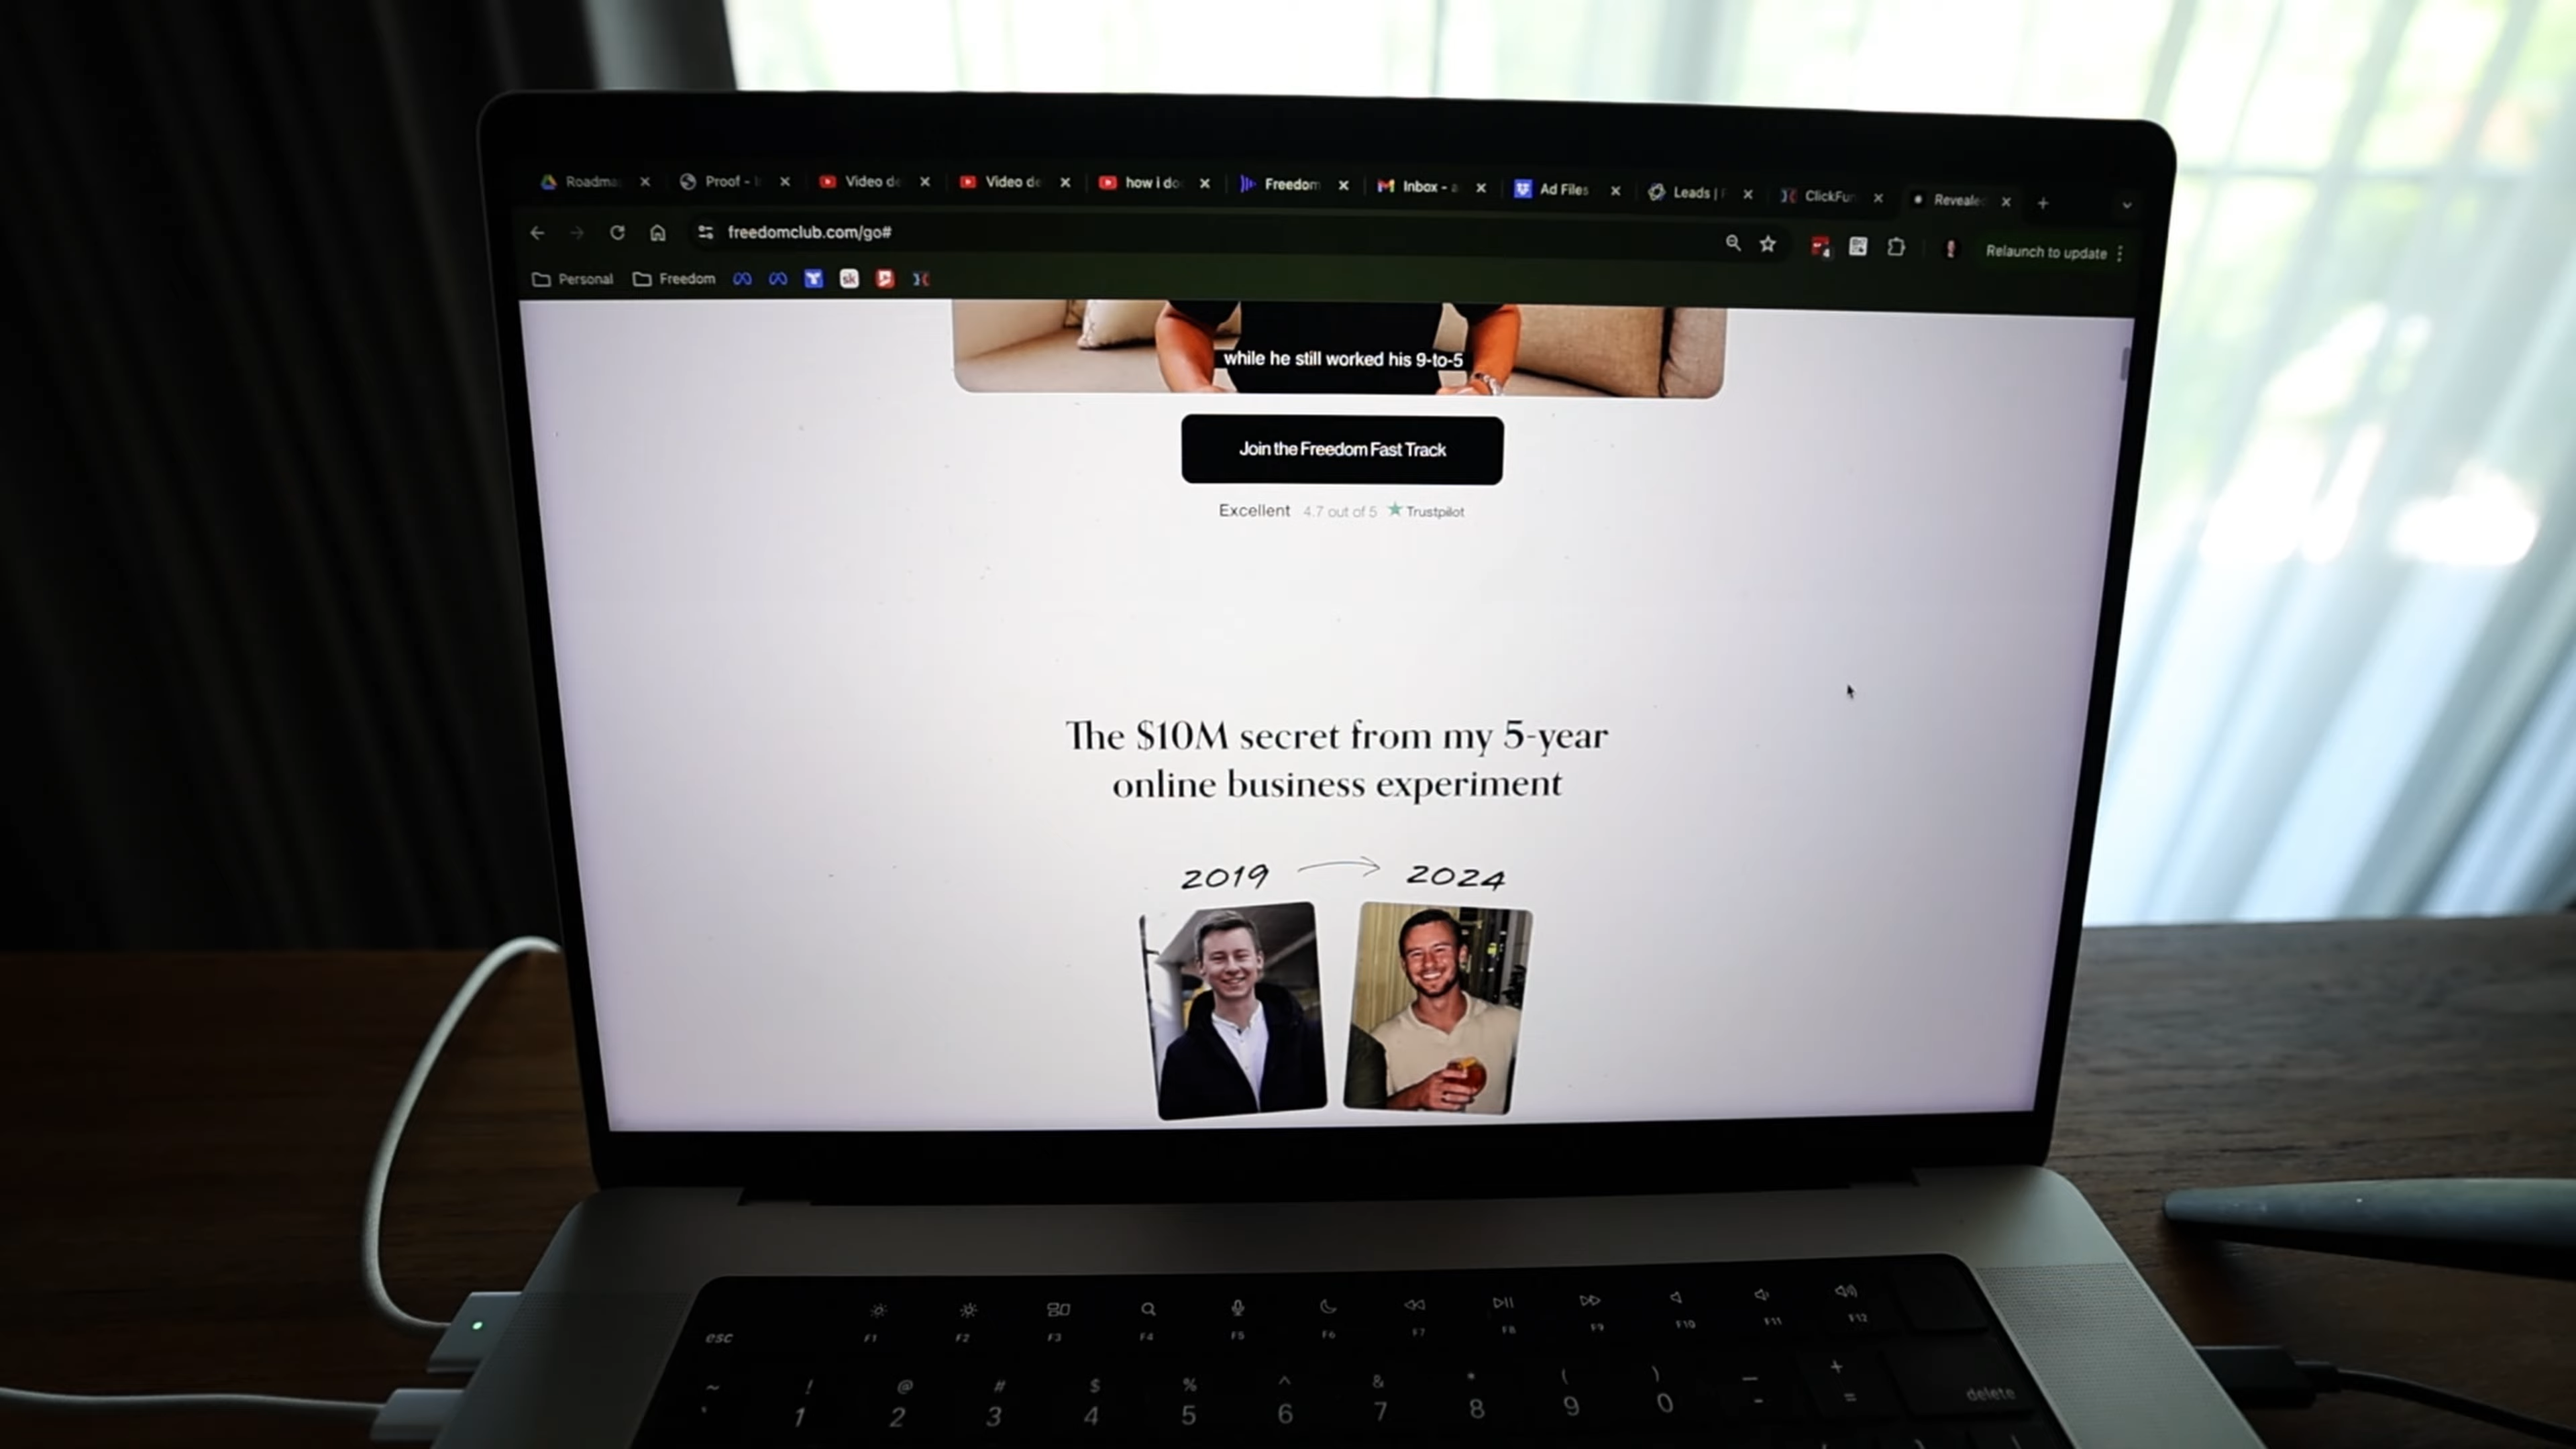 Roadma
Proof -
Video de
Video de
how i do
Freedom
Inbox -
Ad Files
Leads |
ClickFu
Reveale
freedomclub.com/go#
Relaunch to update
Personal
Freedom
while he still worked his 9-to-5
Join the Freedom Fast Track
Excellent 4.7 out of 5 Trustpilot
The $10M secret from my 5-year
online business experiment
2019
2024
esc
F1
F2
F3
F4
F5
F6
F7
F8
F9
F10
F11
F12
~ ! @ # $ % ^ & * ( ) — +
` 1 2 3 4 5 6 7 8 9 0 - =
delete